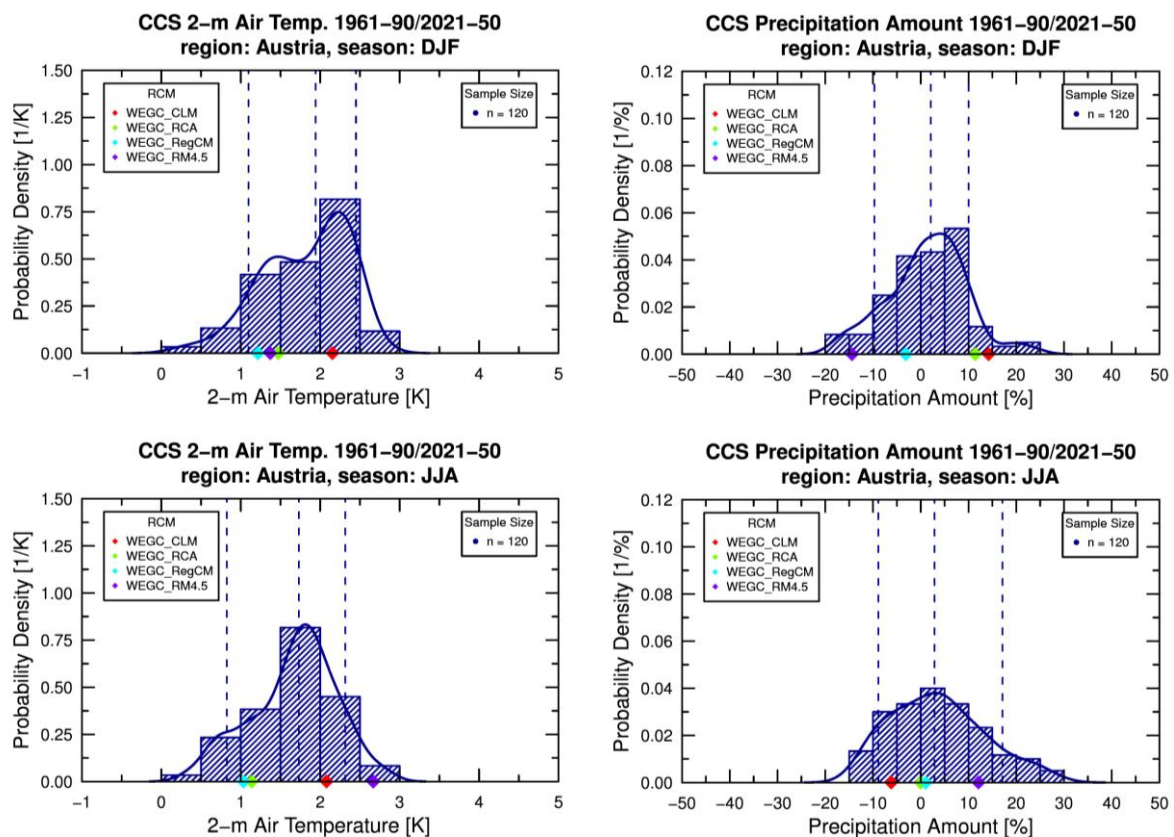 CCS 2−m Air Temp. 1961−90/2021−50
region: Austria, season: DJF
1.50
1.25
1.00
0.75
0.50
0.25
0.00
Probability Density [1/K]
RCM
WEGC_CLM
WEGC_RCA
WEGC_RegCM
WEGC_RM4.5
Sample Size
n = 120
−1 0 1 2 3 4 5
2−m Air Temperature [K]
CCS Precipitation Amount 1961−90/2021−50
region: Austria, season: DJF
0.12
0.10
0.08
0.06
0.04
0.02
0.00
Probability Density [1/%]
RCM
WEGC_CLM
WEGC_RCA
WEGC_RegCM
WEGC_RM4.5
Sample Size
n = 120
−50 −40 −30 −20 −10 0 10 20 30 40 50
Precipitation Amount [%]
CCS 2−m Air Temp. 1961−90/2021−50
region: Austria, season: JJA
1.50
1.25
1.00
0.75
0.50
0.25
0.00
Probability Density [1/K]
RCM
WEGC_CLM
WEGC_RCA
WEGC_RegCM
WEGC_RM4.5
Sample Size
n = 120
−1 0 1 2 3 4 5
2−m Air Temperature [K]
CCS Precipitation Amount 1961−90/2021−50
region: Austria, season: JJA
0.12
0.10
0.08
0.06
0.04
0.02
0.00
Probability Density [1/%]
RCM
WEGC_CLM
WEGC_RCA
WEGC_RegCM
WEGC_RM4.5
Sample Size
n = 120
−50 −40 −30 −20 −10 0 10 20 30 40 50
Precipitation Amount [%]